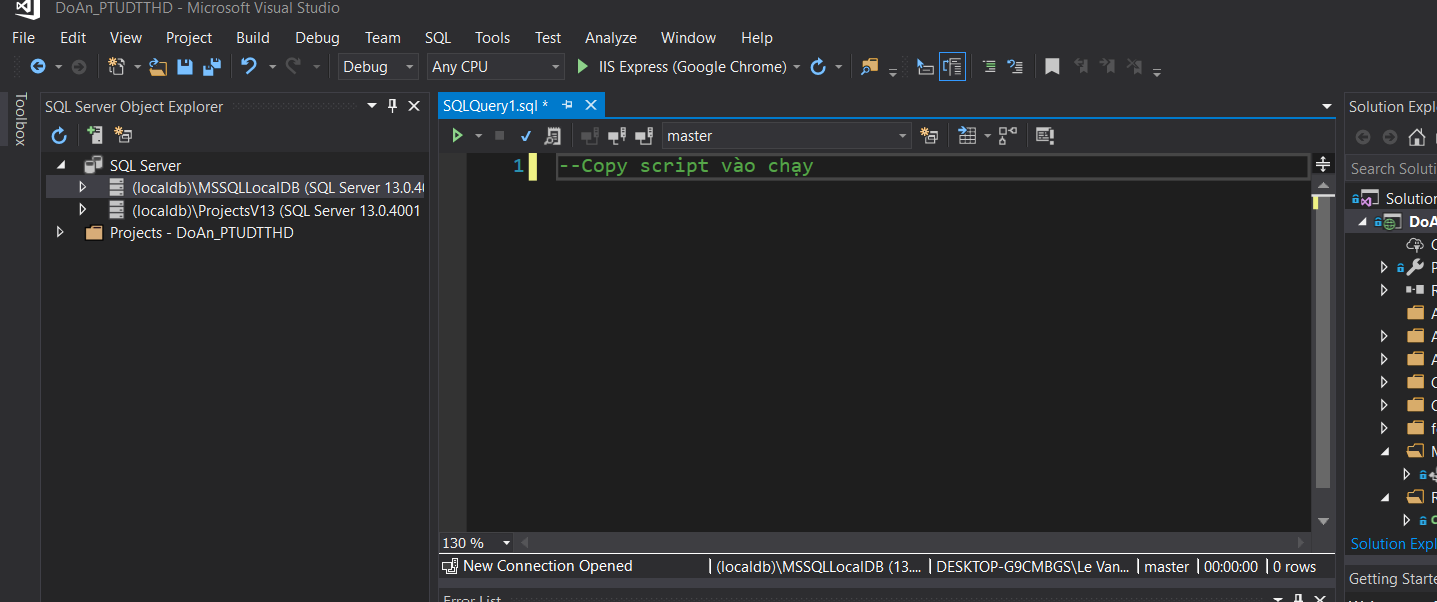 DoAn_PTUDTTHD - Microsoft Visual Studio
File Edit View Project Build Debug Team SQL Tools Test Analyze Window Help
Debug Any CPU IIS Express (Google Chrome)
Toolbox
SQL Server Object Explorer
SQL Server
(localdb)\MSSQLLocalDB (SQL Server 13.0.40
(localdb)\ProjectsV13 (SQL Server 13.0.4001
Projects - DoAn_PTUDTTHD
SQLQuery1.sql *
master
1 --Copy script vào chạy
130 %
New Connection Opened (localdb)\MSSQLLocalDB (13.... DESKTOP-G9CMBGS\Le Van... master 00:00:00 0 rows
Error List
Solution Expl
Search Soluti
Solution
DoA
Solution Expl
Getting Starte